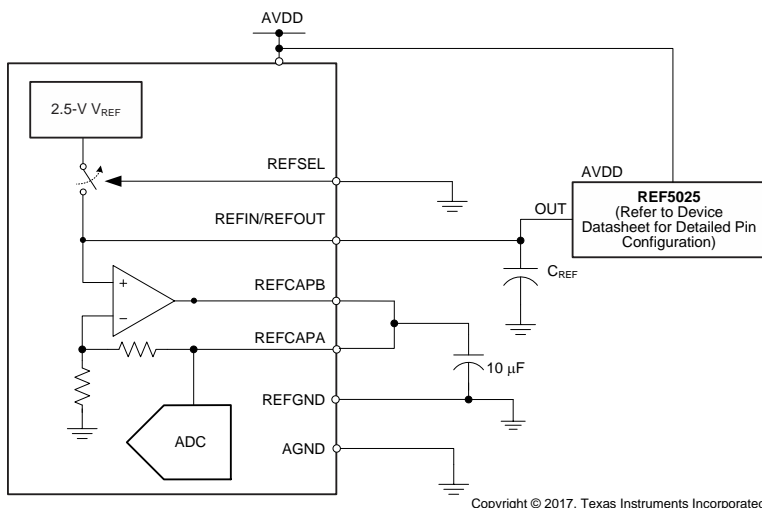 AVDD
2.5-V VREF
REFSEL
AVDD
REF5025
(Refer to Device
Datasheet for Detailed Pin
Configuration)
OUT
REFIN/REFOUT
CREF
+
−
REFCAPB
REFCAPA
10 μF
REFGND
ADC
AGND
Copyright © 2017, Texas Instruments Incorporated